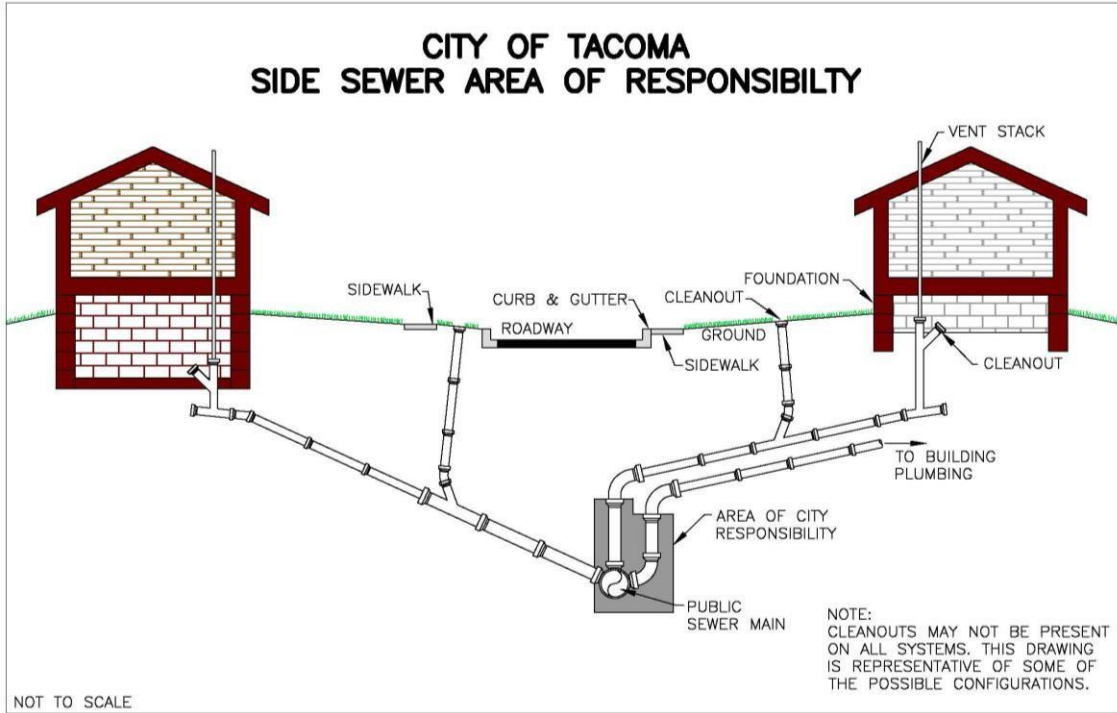 CITY OF TACOMA
SIDE SEWER AREA OF RESPONSIBILTY
VENT STACK
FOUNDATION
SIDEWALK
CURB & GUTTER
CLEANOUT
ROADWAY
GROUND
SIDEWALK
CLEANOUT
TO BUILDING
PLUMBING
AREA OF CITY
RESPONSIBILITY
PUBLIC
SEWER MAIN
NOTE:
CLEANOUTS MAY NOT BE PRESENT
ON ALL SYSTEMS. THIS DRAWING
IS REPRESENTATIVE OF SOME OF
THE POSSIBLE CONFIGURATIONS.
NOT TO SCALE